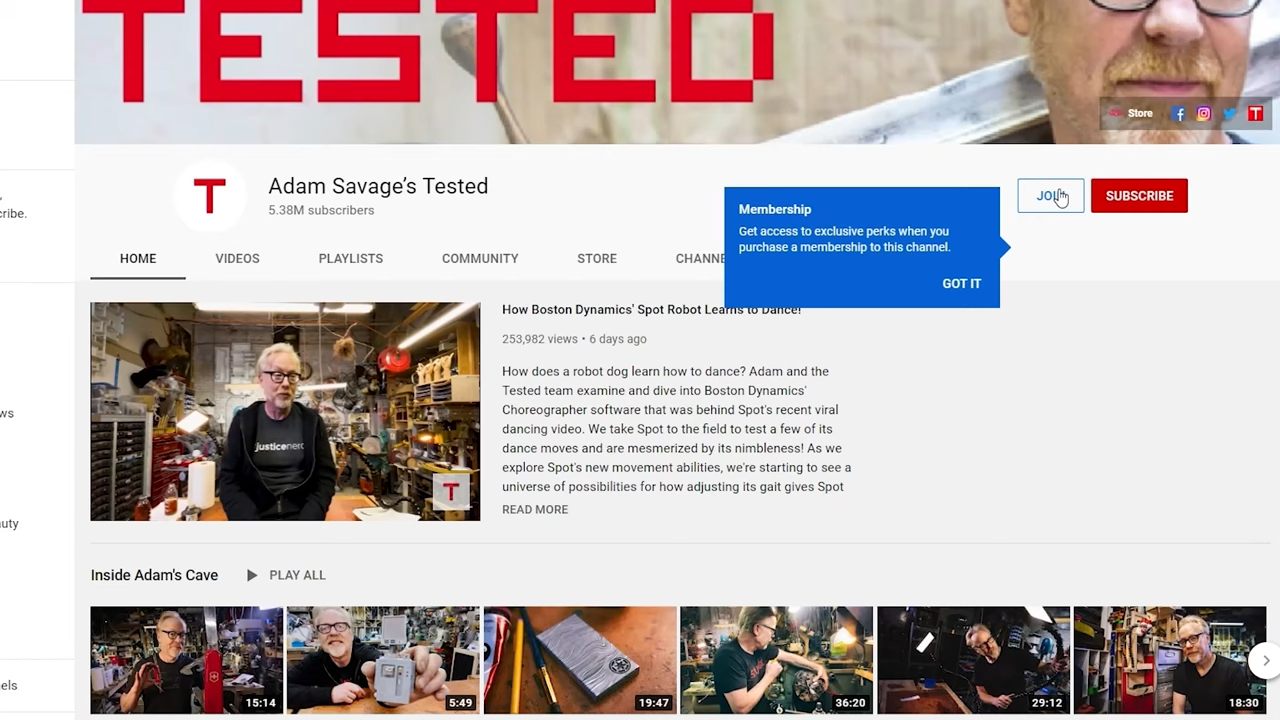 TESTED
Store
T
Adam Savage's Tested
5.38M subscribers
SUBSCRIBE
Membership
Get access to exclusive perks when you
purchase a membership to this channel.
GOT IT
cribe.
HOME VIDEOS PLAYLISTS COMMUNITY STORE CHANNE
How Boston Dynamics' Spot Robot Learns to Dance!
253,982 views • 6 days ago
How does a robot dog learn how to dance? Adam and the
Tested team examine and dive into Boston Dynamics'
Choreographer software that was behind Spot's recent viral
dancing video. We take Spot to the field to test a few of its
dance moves and are mesmerized by its nimbleness! As we
explore Spot's new movement abilities, we're starting to see a
universe of possibilities for how adjusting its gait gives Spot
READ MORE
justicenerd
T
ws
auty
Inside Adam's Cave PLAY ALL
els
15:14
5:49
19:47
36:20
29:12
18:30